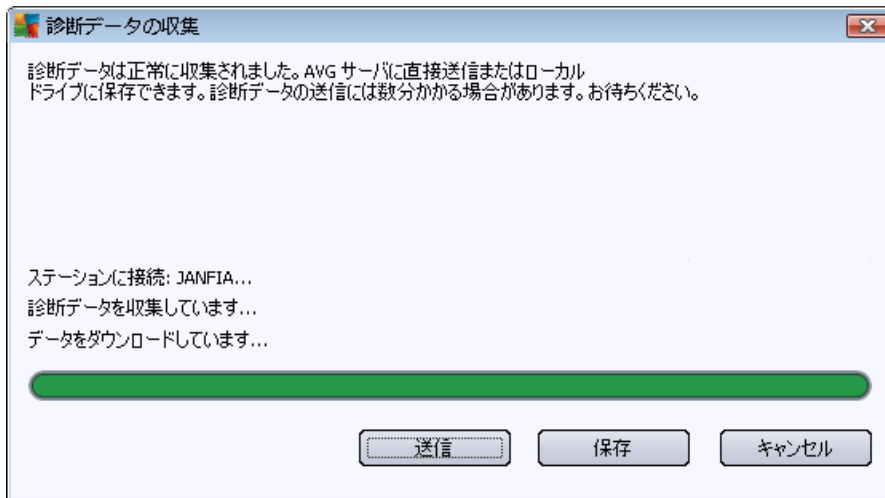 診断データの収集
診断データは正常に収集されました。AVG サーバに直接送信またはローカル
ドライブに保存できます。診断データの送信には数分かかる場合があります。お待ちください。
ステーションに接続: JANFIA...
診断データを収集しています...
データをダウンロードしています...
送信
保存
キャンセル